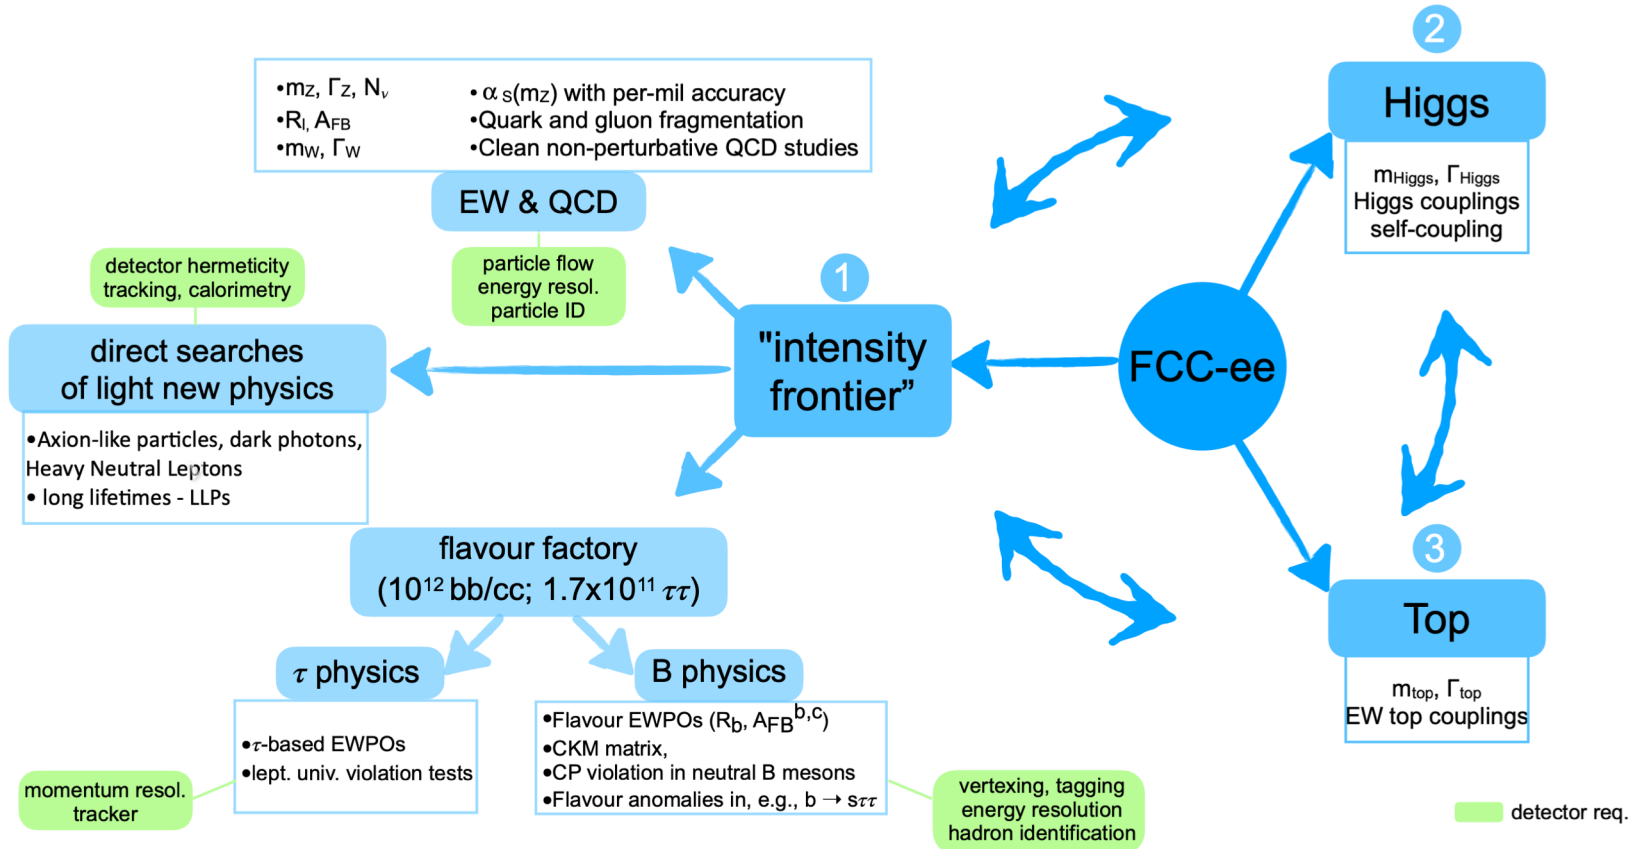 2
Higgs
mHiggs, ΓHiggs
Higgs couplings
self-coupling
•mZ, ΓZ, Nν
•Rl, AFB
•mW, ΓW
• αS(mZ) with per-mil accuracy
•Quark and gluon fragmentation
•Clean non-perturbative QCD studies
EW & QCD
particle flow
energy resol.
particle ID
detector hermeticity
tracking, calorimetry
direct searches
of light new physics
•Axion-like particles, dark photons,
Heavy Neutral Leptons
• long lifetimes - LLPs
1
"intensity
frontier”
FCC-ee
flavour factory
(10¹² bb/cc; 1.7x10¹¹ ττ)
τ physics
•τ-based EWPOs
•lept. univ. violation tests
momentum resol.
tracker
B physics
•Flavour EWPOs (Rb, AFBb,c)
•CKM matrix,
•CP violation in neutral B mesons
•Flavour anomalies in, e.g., b → sττ
vertexing, tagging
energy resolution
hadron identification
3
Top
mtop, Γtop
EW top couplings
detector req.